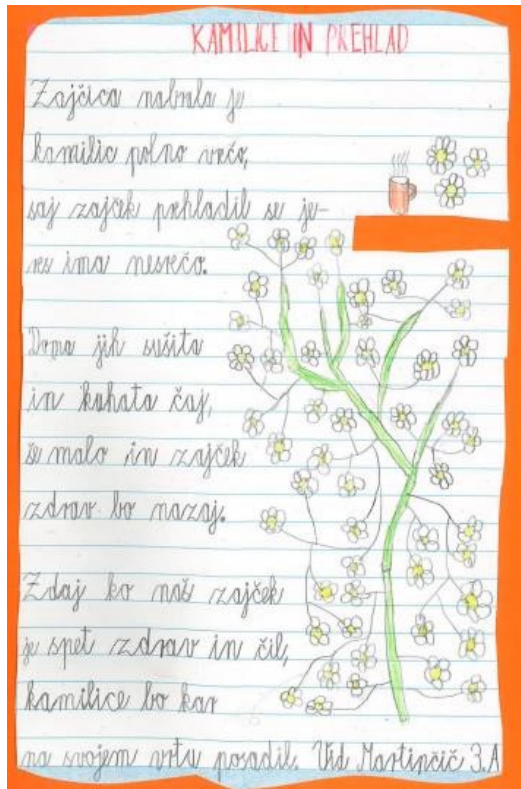 KAMILICE IN PREHLAD
Zajčica nabrala je
kamilic polno vrečo,
saj zajček prehladil se je-
res ima nesrečo.
Doma jih sušita
in kuhata čaj,
še malo in zajček
zdrav bo nazaj.
Zdaj ko naš zajček
je spet zdrav in čil,
kamilice bo kar
na svojem vrtu posadil. Vid Martinčič 3.A